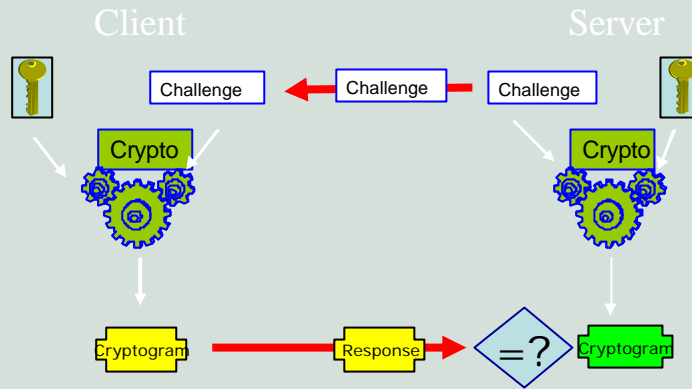 Client
Server
Challenge
Challenge
Challenge
Crypto
Crypto
Cryptogram
Response
=?
Cryptogram